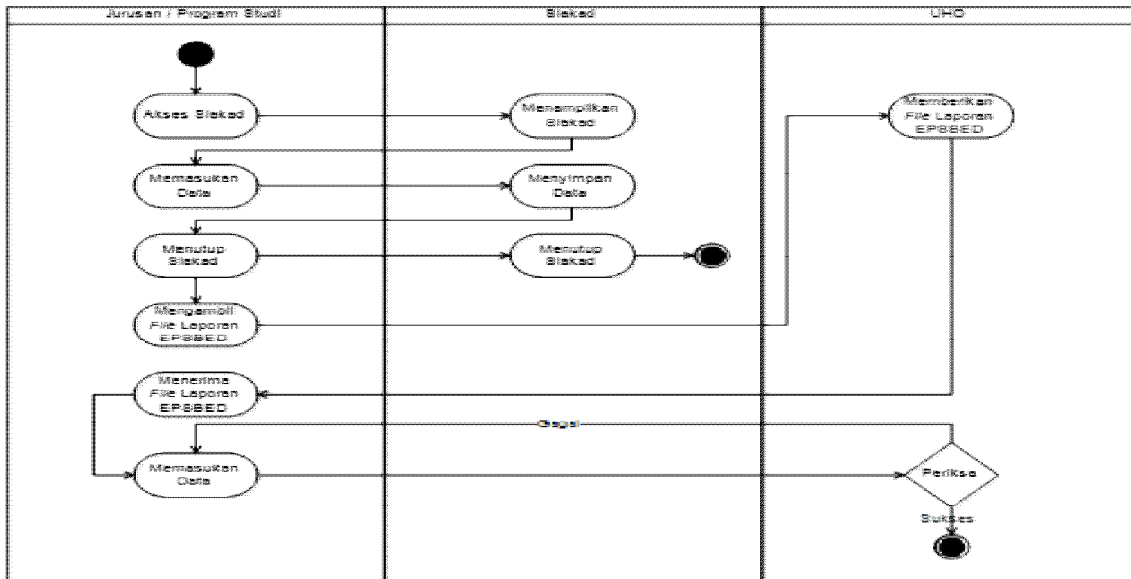 Jurusan / Program Studi
Siakad
UHO
Akses Siakad
Menampilkan
Siakad
Memberikan
File Laporan
EPSBED
Memasukan
Data
Menyimpan
Data
Menutup
Siakad
Menutup
Siakad
Mengambil
File Laporan
EPSBED
Menerima
File Laporan
EPSBED
Gagal
Memasukan
Data
Periksa
Sukses